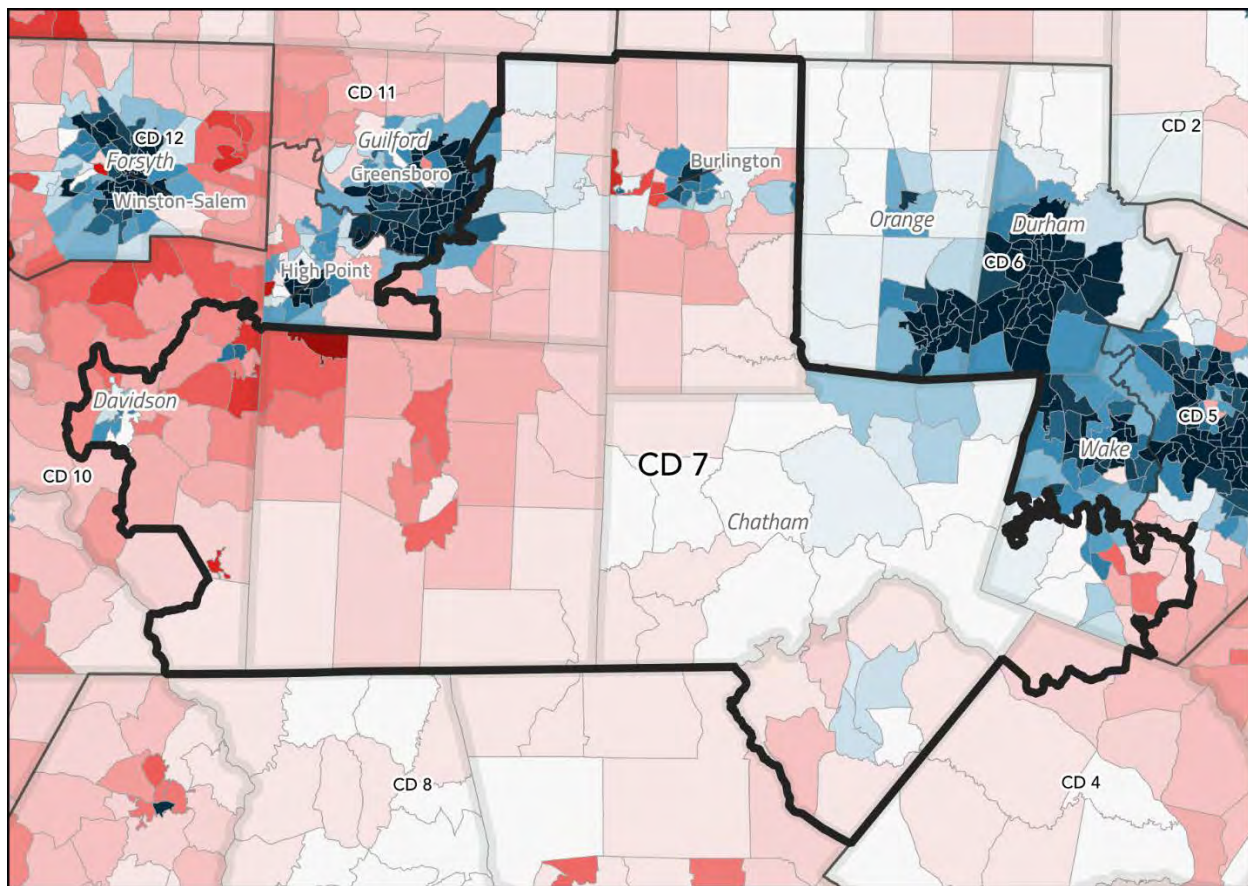 CD 11
CD 12
CD 2
Guilford
Forsyth
Burlington
Greensboro
Winston-Salem
Orange
Durham
CD 6
High Point
Davidson
CD 5
Wake
CD 7
CD 10
Chatham
CD 8
CD 4